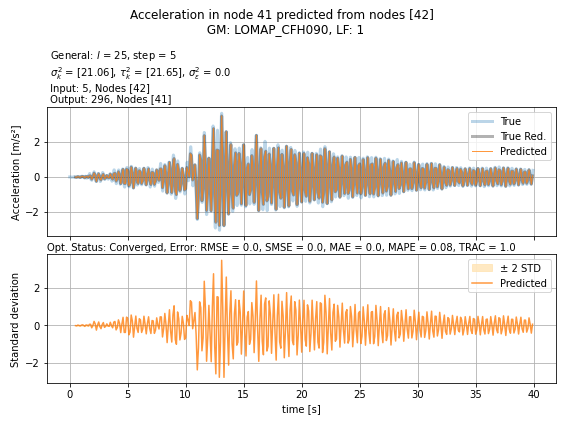 Acceleration in node 41 predicted from nodes [42]
GM: LOMAP_CFH090, LF: 1
General: l = 25, step = 5
σ²ₖ = [21.06], τ²ₖ = [21.65], σ²ε = 0.0
Input: 5, Nodes [42]
Output: 296, Nodes [41]
Acceleration [m/s²]
2
0
−2
True
True Red.
Predicted
Opt. Status: Converged, Error: RMSE = 0.0, SMSE = 0.0, MAE = 0.0, MAPE = 0.08, TRAC = 1.0
Standard deviation
2
0
−2
± 2 STD
Predicted
0 5 10 15 20 25 30 35 40
time [s]